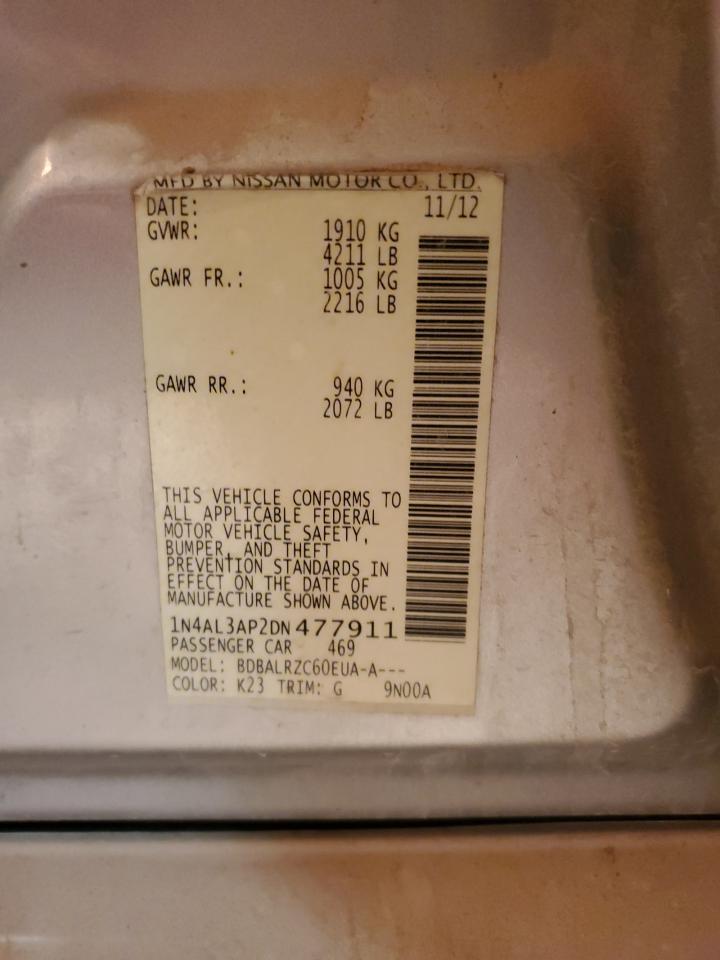 MFD BY NISSAN MOTOR CO., LTD.
DATE: 11/12
GVWR: 1910 KG
4211 LB
GAWR FR.: 1005 KG
2216 LB
GAWR RR.: 940 KG
2072 LB
THIS VEHICLE CONFORMS TO
ALL APPLICABLE FEDERAL
MOTOR VEHICLE SAFETY,
BUMPER, AND THEFT
PREVENTION STANDARDS IN
EFFECT ON THE DATE OF
MANUFACTURE SHOWN ABOVE.
1N4AL3AP2DN477911
PASSENGER CAR 469
MODEL: BDBALRZC60EUA-A---
COLOR: K23 TRIM: G 9N00A